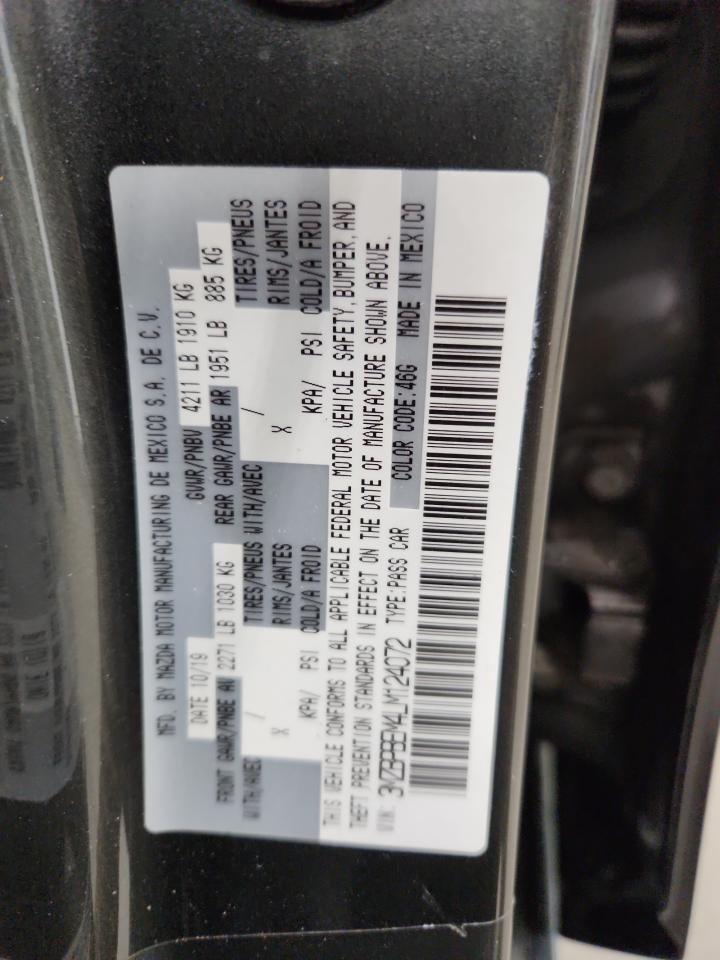 MFD. BY MAZDA MOTOR MANUFACTURING DE MEXICO S.A. DE C.V.
DATE 10/19 GVWR/PNBV 4211 LB 1910 KG
FRONT GAWR/PNBE AV 2271 LB 1030 KG REAR GAWR/PNBE AR 1951 LB 885 KG
WITH/AVEC / TIRES/PNEUS WITH/AVEC / TIRES/PNEUS
X RIMS/JANTES X RIMS/JANTES
KPA/ PSI COLD/A FROID KPA/ PSI COLD/A FROID
THIS VEHICLE CONFORMS TO ALL APPLICABLE FEDERAL MOTOR VEHICLE SAFETY, BUMPER, AND
THEFT PREVENTION STANDARDS IN EFFECT ON THE DATE OF MANUFACTURE SHOWN ABOVE.
VIN: 3MZBPBEM4LM124072 TYPE:PASS CAR COLOR CODE:46G MADE IN MEXICO